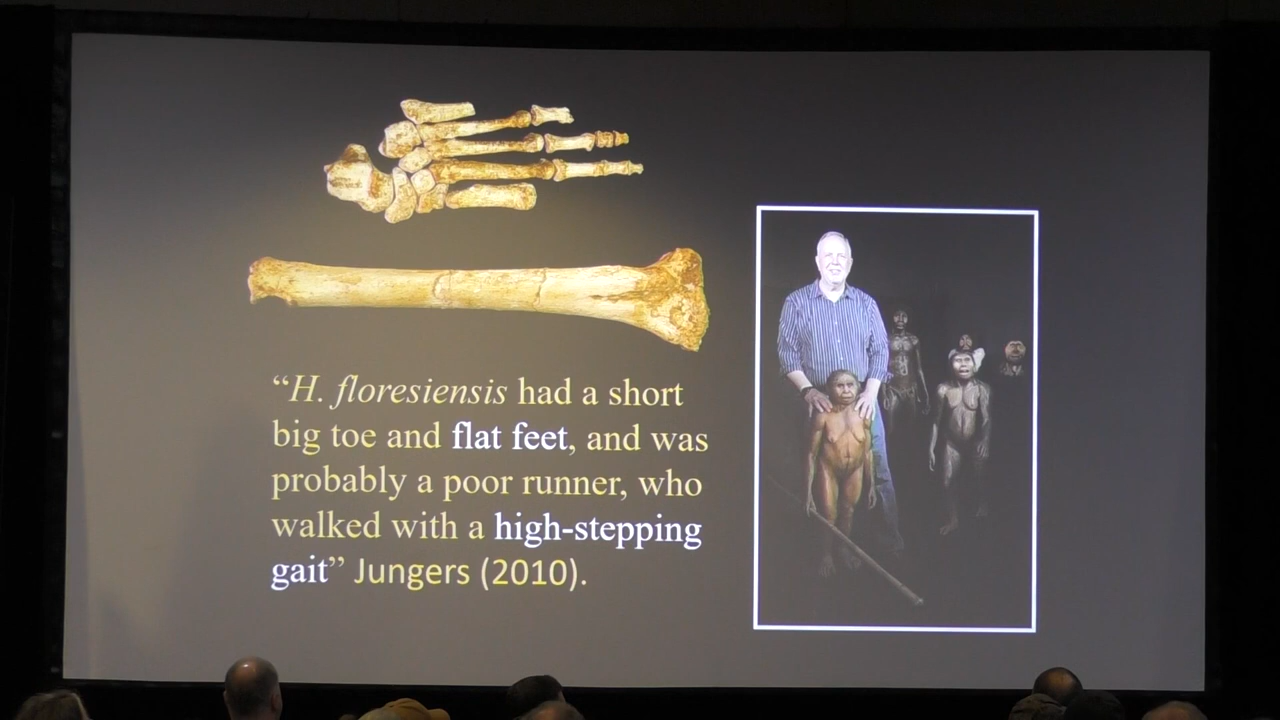 “H. floresiensis had a short
big toe and flat feet, and was
probably a poor runner, who
walked with a high-stepping
gait” Jungers (2010).